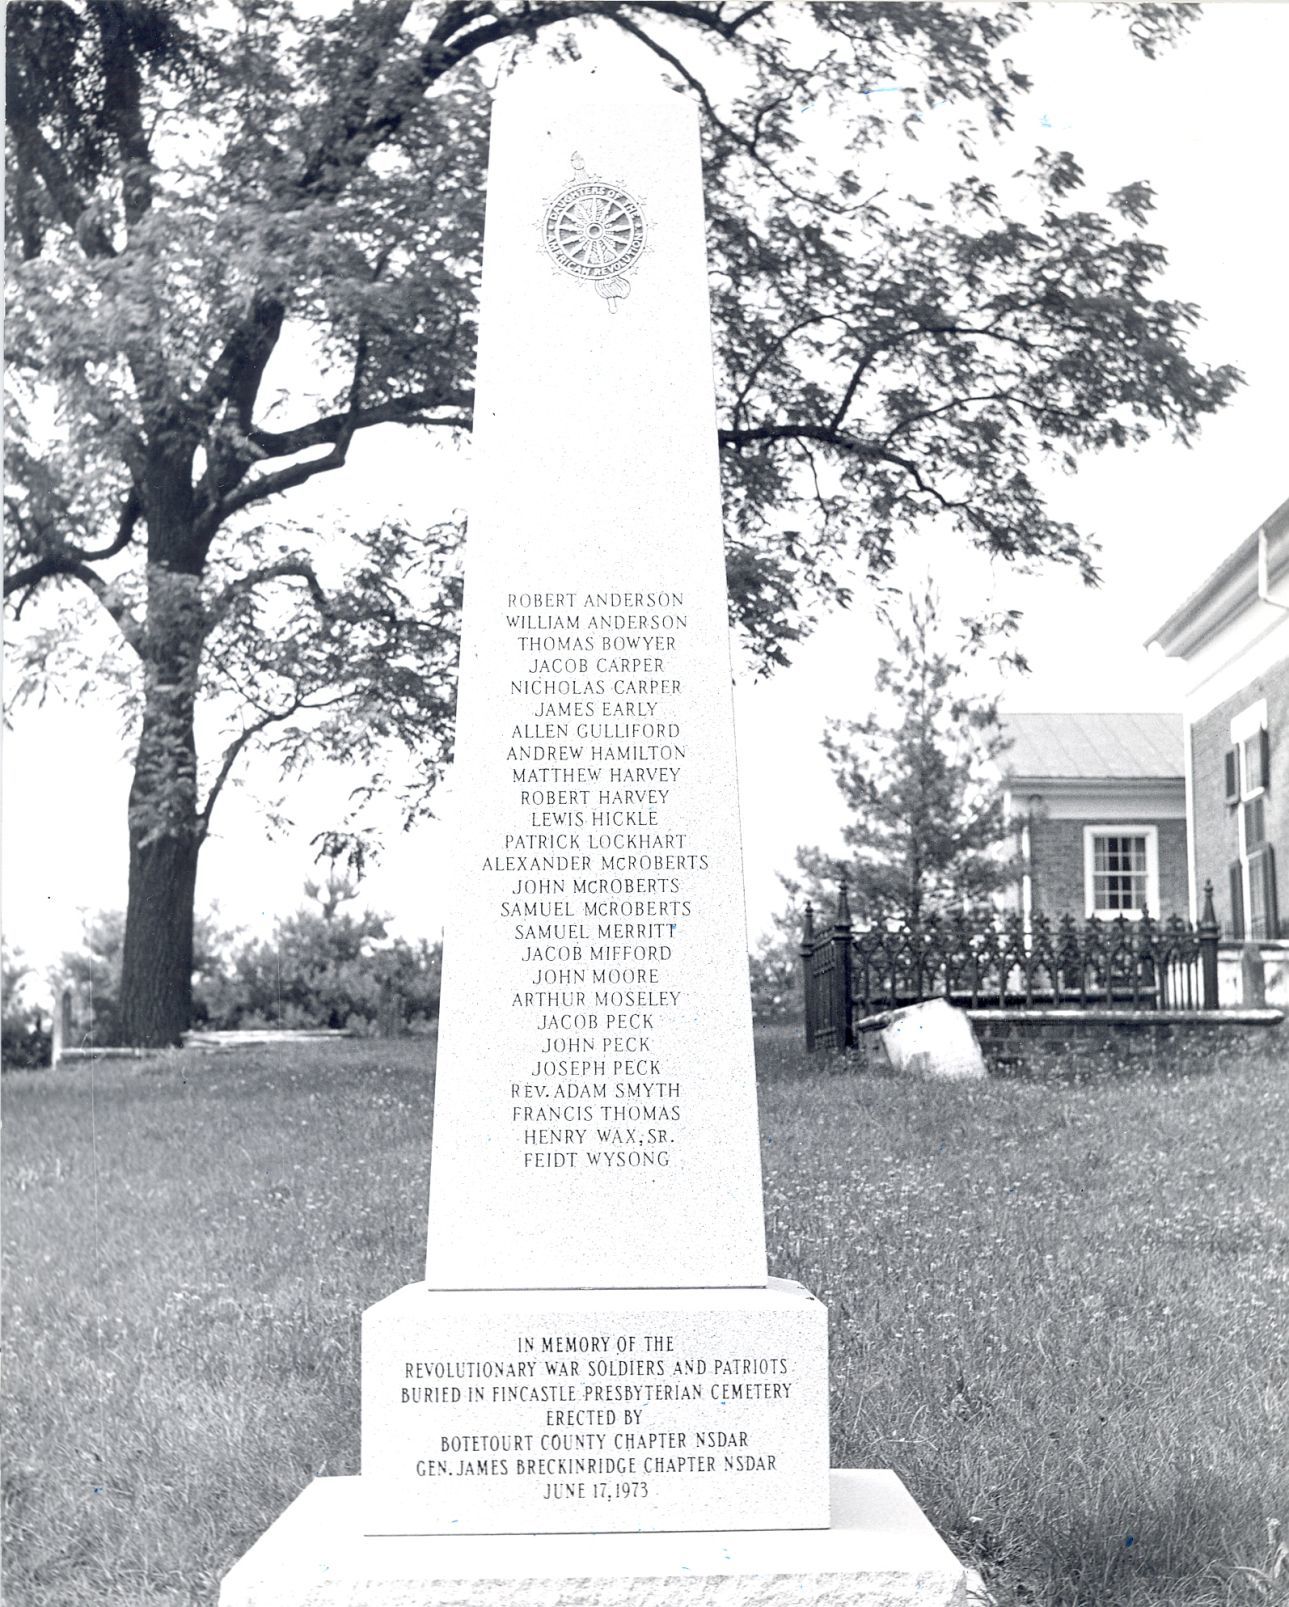 DAUGHTERS OF THE
AMERICAN REVOLUTION
ROBERT ANDERSON
WILLIAM ANDERSON
THOMAS BOWYER
JACOB CARPER
NICHOLAS CARPER
JAMES EARLY
ALLEN GULLIFORD
ANDREW HAMILTON
MATTHEW HARVEY
ROBERT HARVEY
LEWIS HICKLE
PATRICK LOCKHART
ALEXANDER McROBERTS
JOHN McROBERTS
SAMUEL McROBERTS
SAMUEL MERRITT
JACOB MIFFORD
JOHN MOORE
ARTHUR MOSELEY
JACOB PECK
JOHN PECK
JOSEPH PECK
REV. ADAM SMYTH
FRANCIS THOMAS
HENRY WAX, SR.
FEIDT WYSONG
IN MEMORY OF THE
REVOLUTIONARY WAR SOLDIERS AND PATRIOTS
BURIED IN FINCASTLE PRESBYTERIAN CEMETERY
ERECTED BY
BOTETOURT COUNTY CHAPTER NSDAR
GEN. JAMES BRECKINRIDGE CHAPTER NSDAR
JUNE 17, 1973